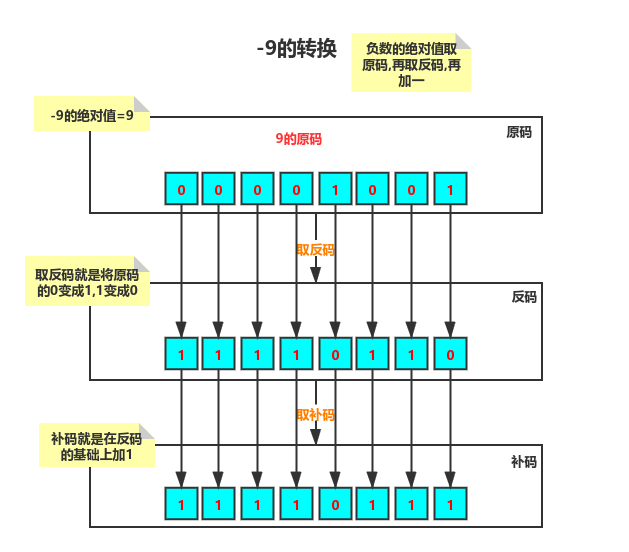 -9的转换
负数的绝对值取
原码,再取反码,再
加一
-9的绝对值=9
原码
9的原码
0 0 0 0 1 0 0 1
取反码
取反码就是将原码
的0变成1,1变成0
反码
1 1 1 1 0 1 1 0
取补码
补码就是在反码
的基础上加1
补码
1 1 1 1 0 1 1 1